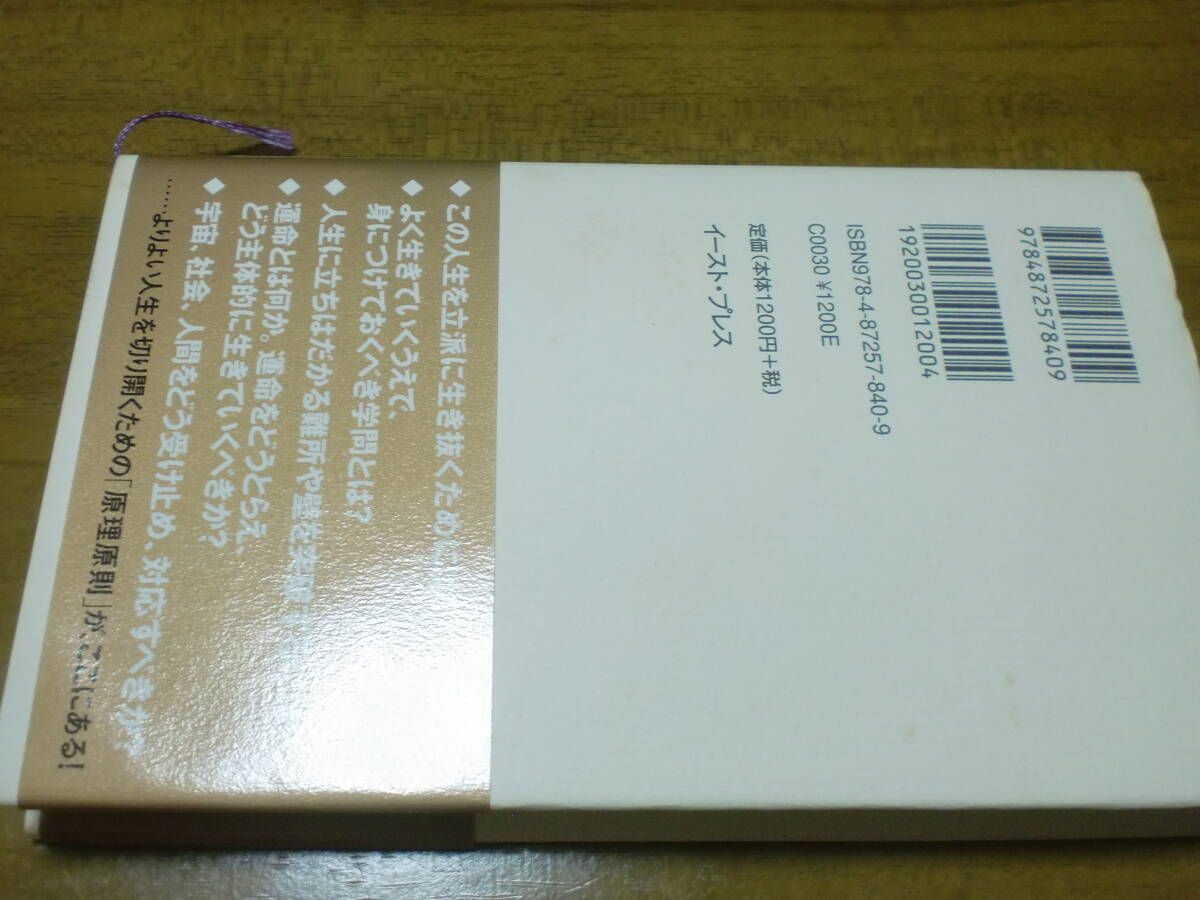 9784872578409
1920030012004
ISBN978-4-87257-840-9
C0030 ¥1200E
定価(本体1200円+税)
イースト・プレス
◆ この人生を立派に生き抜くため
◆ よく生きていくうえで、
身につけておくべき学問とは?
◆ 人生に立ちはだかる難所や壁を
◆ 運命とは何か。運命をどうとらえ、
どう主体的に生きていくべきか?
◆ 宇宙、社会、人間をどう受け止め、対応すべきか?
……よりよい人生を切り開くための「原理原則」が、ここにある!